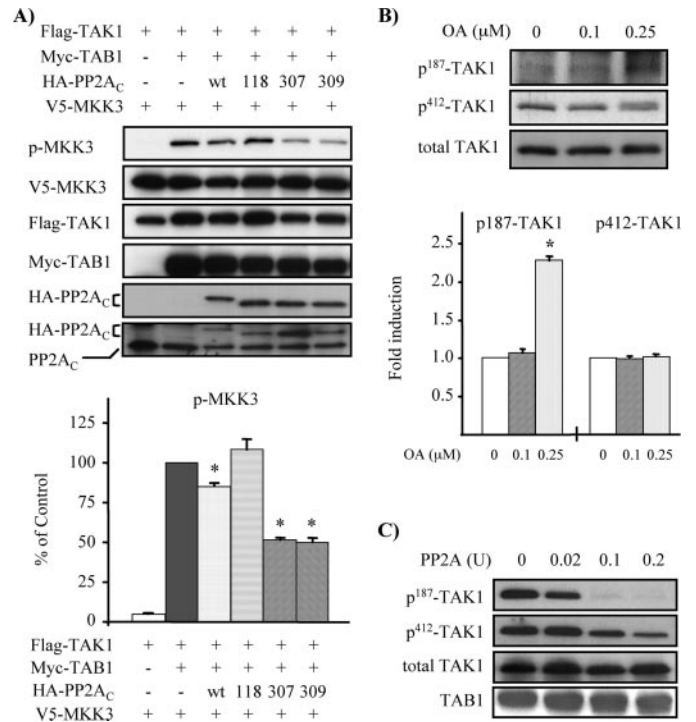 A)
Flag-TAK1 + + + + + +
Myc-TAB1 - + + + + +
HA-PP2AC - - wt 118 307 309
V5-MKK3 + + + + + +
p-MKK3
V5-MKK3
Flag-TAK1
Myc-TAB1
HA-PP2AC
HA-PP2AC
PP2AC
p-MKK3
% of Control
125
100
75
50
25
0
* * *
Flag-TAK1 + + + + + +
Myc-TAB1 - + + + + +
HA-PP2AC - - wt 118 307 309
V5-MKK3 + + + + + +
B)
OA (μM) 0 0.1 0.25
p187-TAK1
p412-TAK1
total TAK1
p187-TAK1 p412-TAK1
Fold induction
2.5
2.0
1.5
1.0
*
OA (μM) 0 0.1 0.25 0 0.1 0.25
C)
PP2A (U) 0 0.02 0.1 0.2
p187-TAK1
p412-TAK1
total TAK1
TAB1